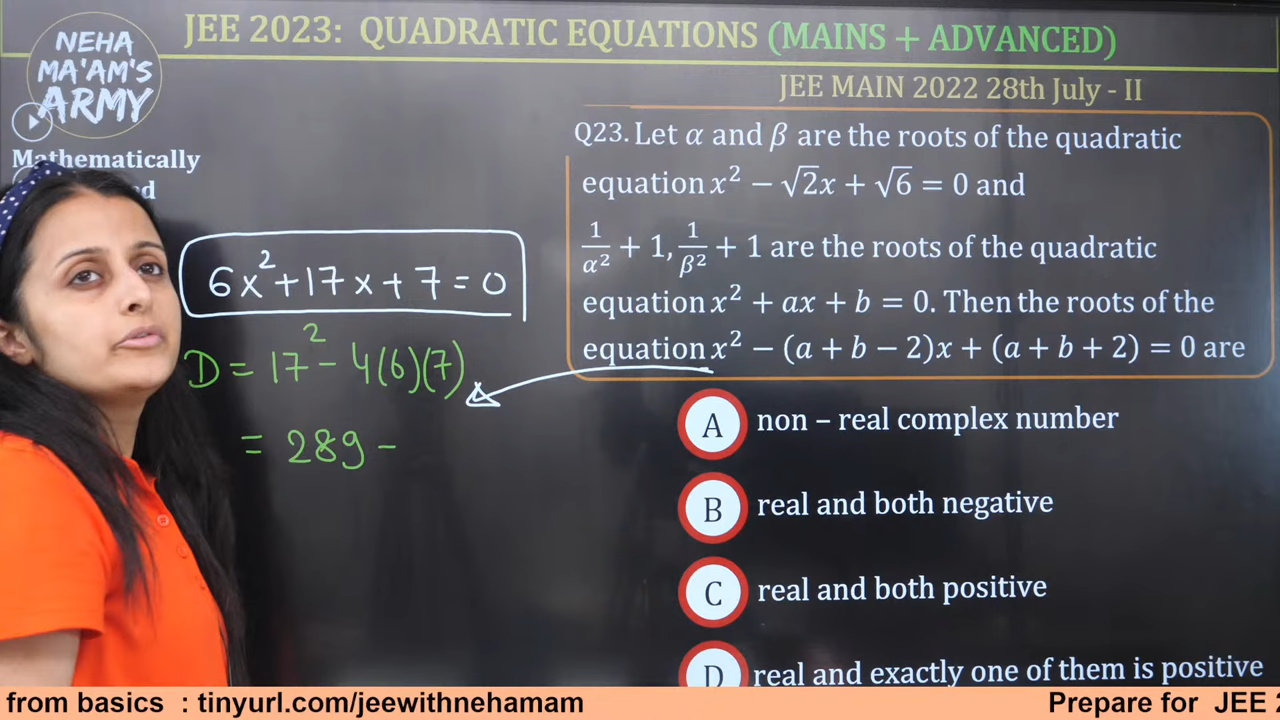 JEE 2023: QUADRATIC EQUATIONS (MAINS + ADVANCED)
NEHA
MA'AM'S
ARMY
Mathematically
JEE MAIN 2022 28th July - II
Q23. Let α and β are the roots of the quadratic
equation x² − √2x + √6 = 0 and
1/α² + 1, 1/β² + 1 are the roots of the quadratic
equation x² + ax + b = 0. Then the roots of the
equation x² − (a + b − 2)x + (a + b + 2) = 0 are
6x² + 17x + 7 = 0
D = 17² − 4(6)(7)
= 289 −
A non − real complex number
B real and both negative
C real and both positive
D real and exactly one of them is positive
from basics : tinyurl.com/jeewithnehamam
Prepare for JEE